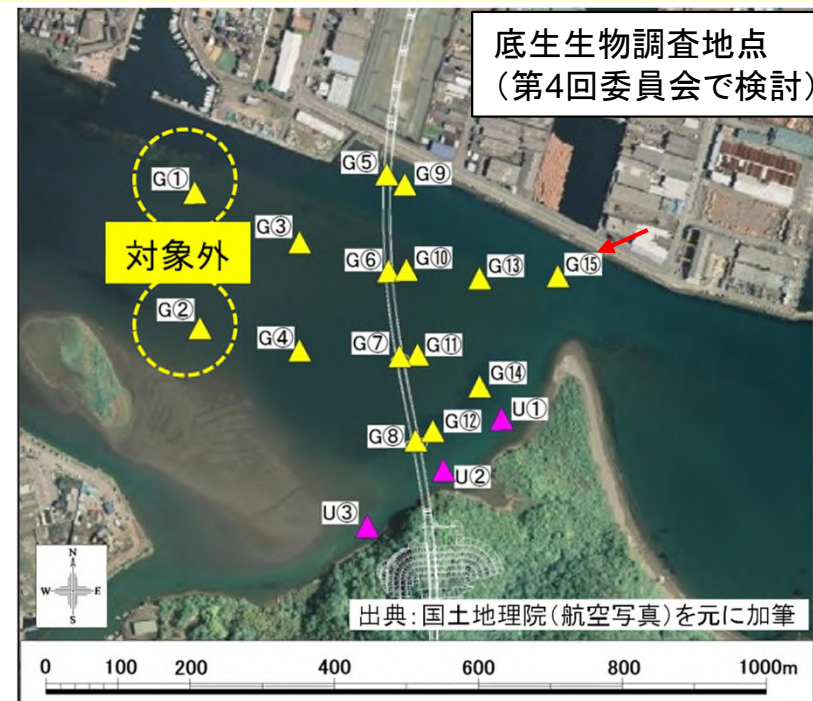 底生生物調査地点
（第4回委員会で検討）
G①
G⑤
G⑨
対象外
G③
G⑥
G⑩
G⑬
G⑮
G②
G④
G⑦
G⑪
G⑭
U①
G⑧
G⑫
U②
U③
N
W
E
S
出典：国土地理院（航空写真）を元に加筆
0 100 200 400 600 800 1000m